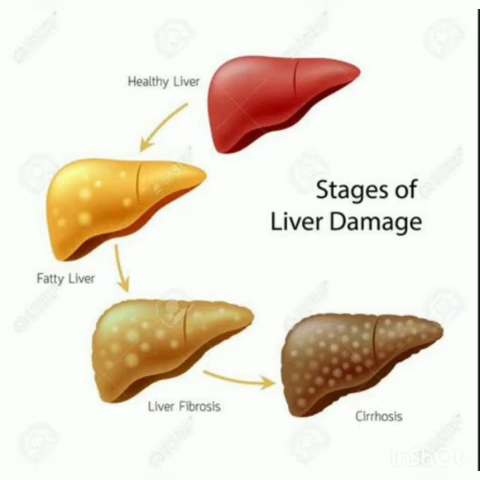 Healthy Liver
Stages of
Liver Damage
Fatty Liver
Liver Fibrosis
Cirrhosis
InShOt